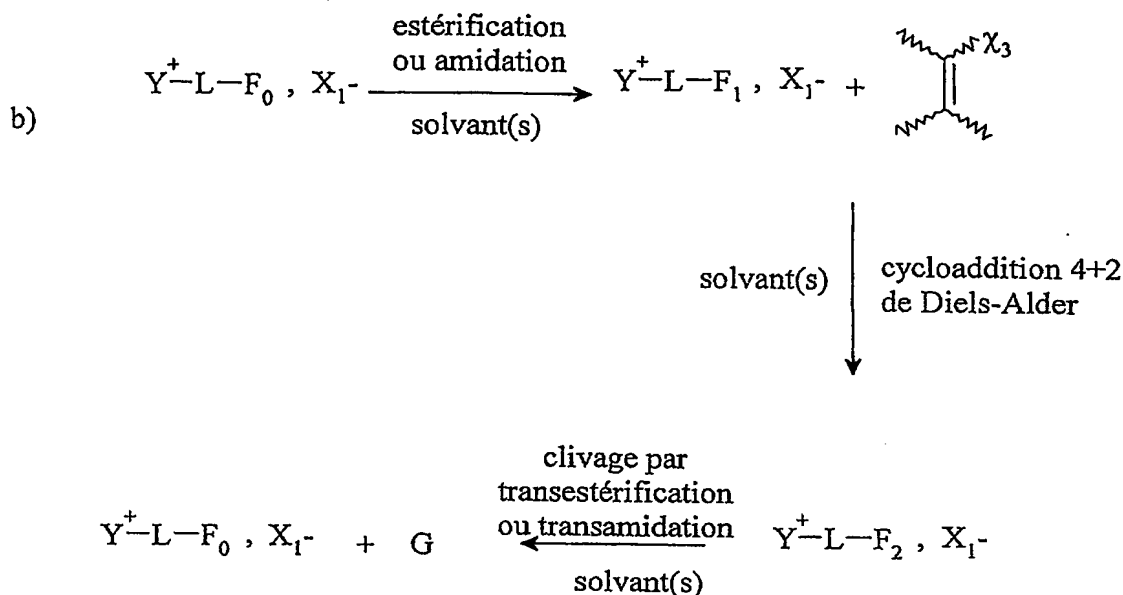 estérification
ou amidation
b) Y⁺–L–F₀ , X₁⁻ solvant(s) Y⁺–L–F₁ , X₁⁻ + χ₃
solvant(s) cycloaddition 4+2
de Diels-Alder
clivage par
transestérification
ou transamidation
Y⁺–L–F₀ , X₁⁻ + G Y⁺–L–F₂ , X₁⁻
solvant(s)